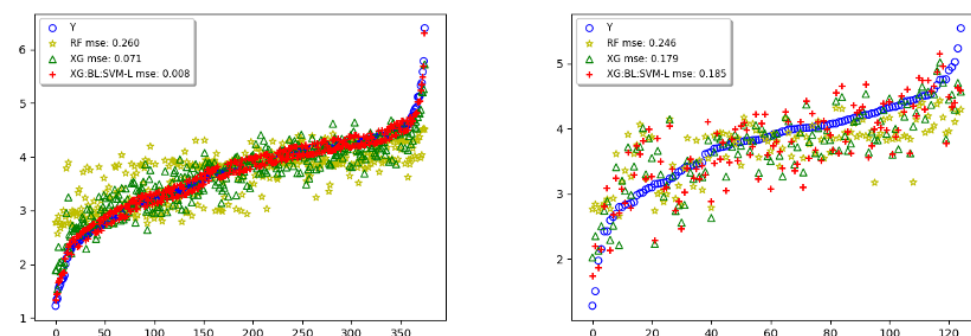 Y
RF mse: 0.260
XG mse: 0.071
XG:BL:SVM-L mse: 0.008
6
5
4
3
2
1
0 50 100 150 200 250 300 350
Y
RF mse: 0.246
XG mse: 0.179
XG:BL:SVM-L mse: 0.185
5
4
3
2
0 20 40 60 80 100 120